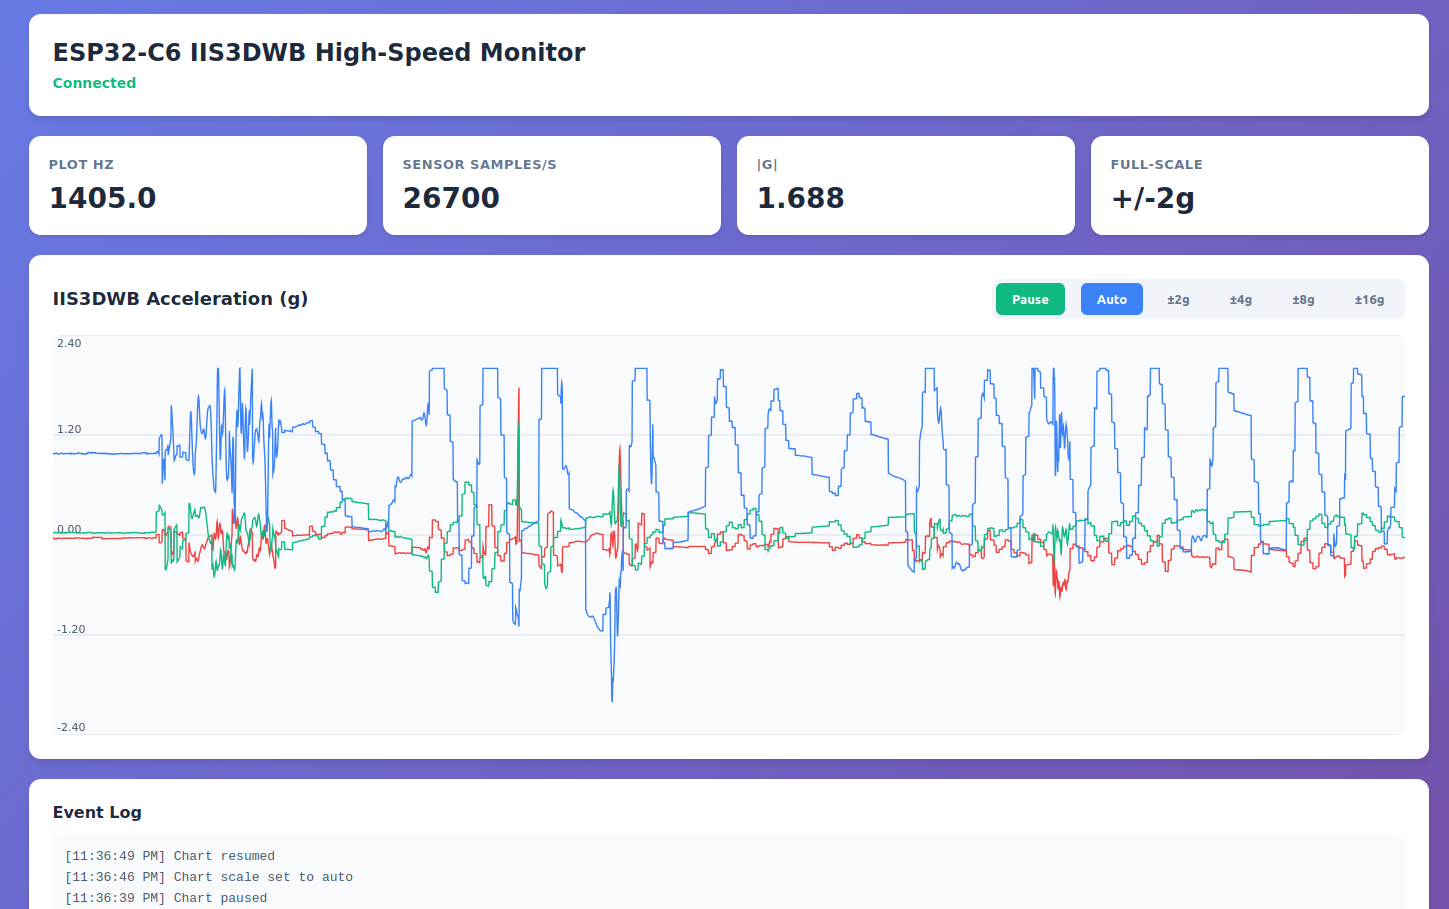 ESP32-C6 IIS3DWB High-Speed Monitor
Connected
PLOT HZ
1405.0
SENSOR SAMPLES/S
26700
|G|
1.688
FULL-SCALE
+/-2g
IIS3DWB Acceleration (g)
Pause
Auto
±2g
±4g
±8g
±16g
2.40
1.20
0.00
-1.20
-2.40
Event Log
[11:36:49 PM] Chart resumed
[11:36:46 PM] Chart scale set to auto
[11:36:39 PM] Chart paused